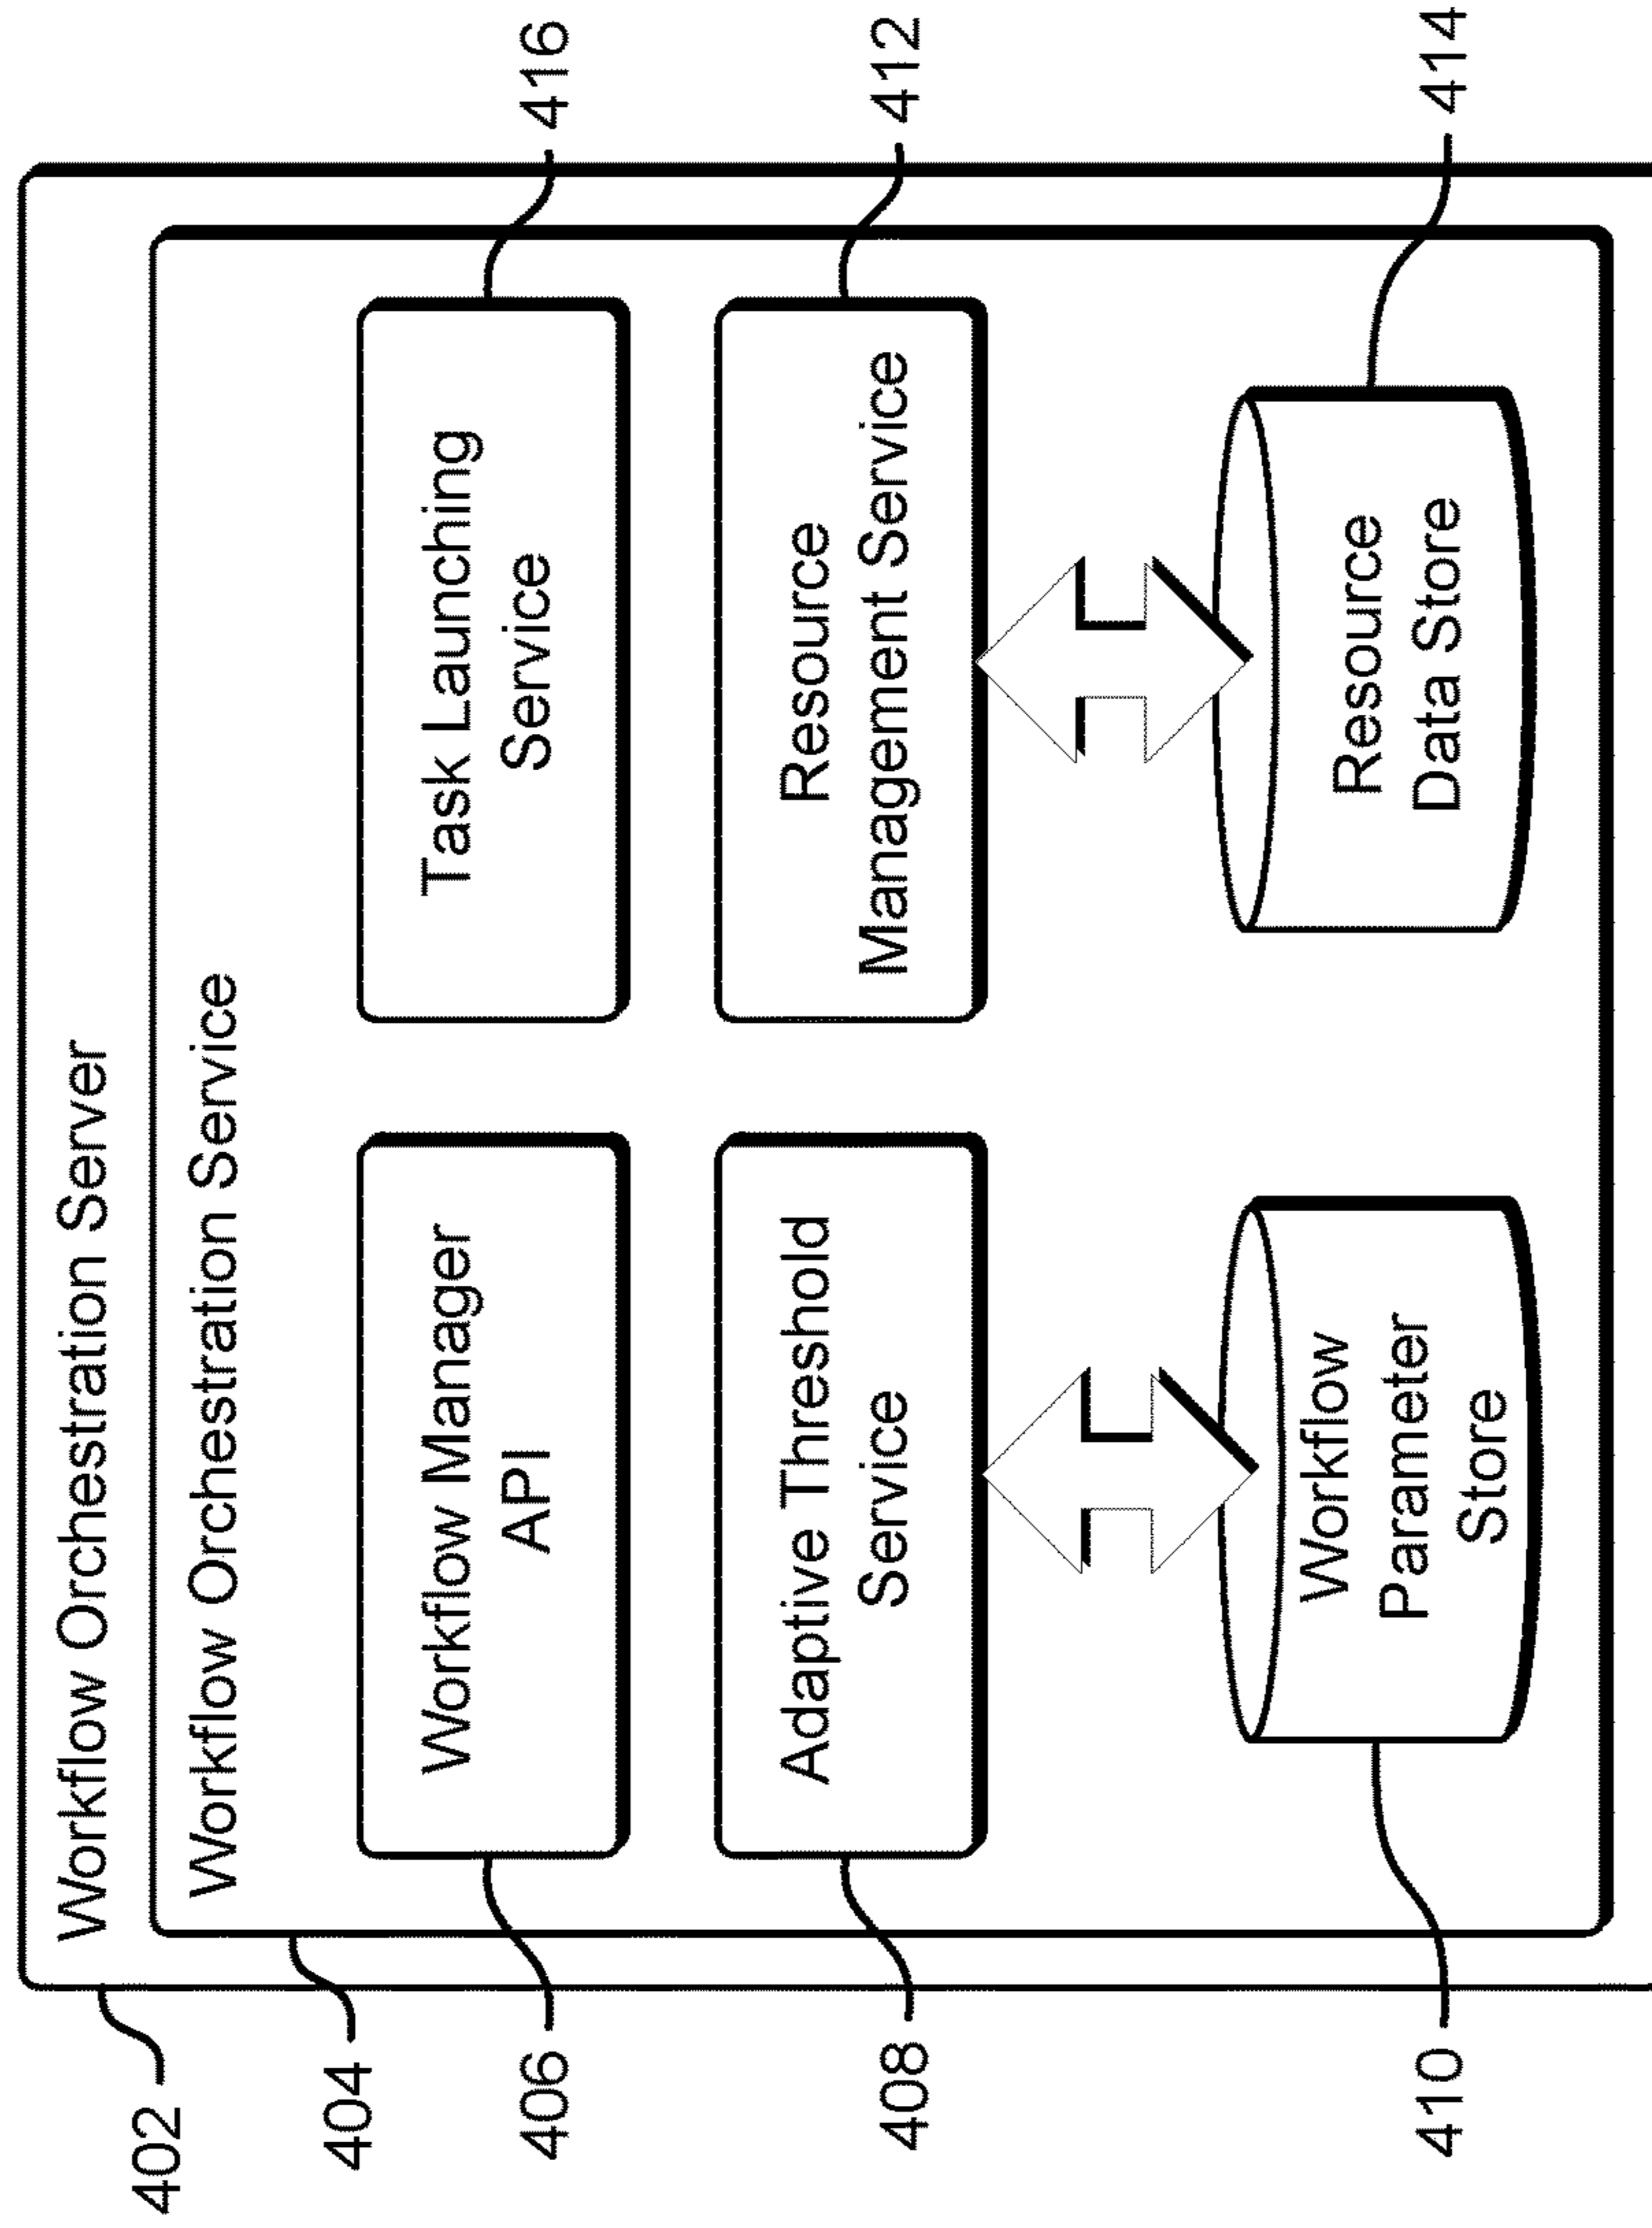 Workflow Orchestration Server
Workflow Orchestration Service
Workflow Manager
API
Task Launching
Service
Adaptive Threshold
Service
Resource
Management Service
Workflow
Parameter
Store
Resource
Data Store
402
404
406
408
410
416
412
414